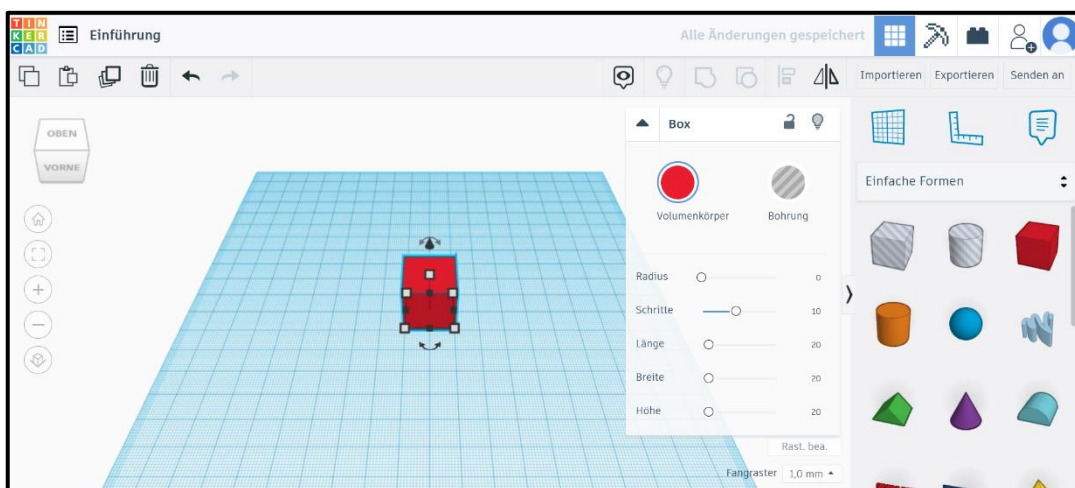 TIN
KER
CAD
Einführung
Alle Änderungen gespeichert
Importieren Exportieren Senden an
OBEN
VORNE
Box
Volumenkörper Bohrung
Radius 0
Schritte 10
Länge 20
Breite 20
Höhe 20
Rast. bea.
Fangraster 1,0 mm
Einfache Formen